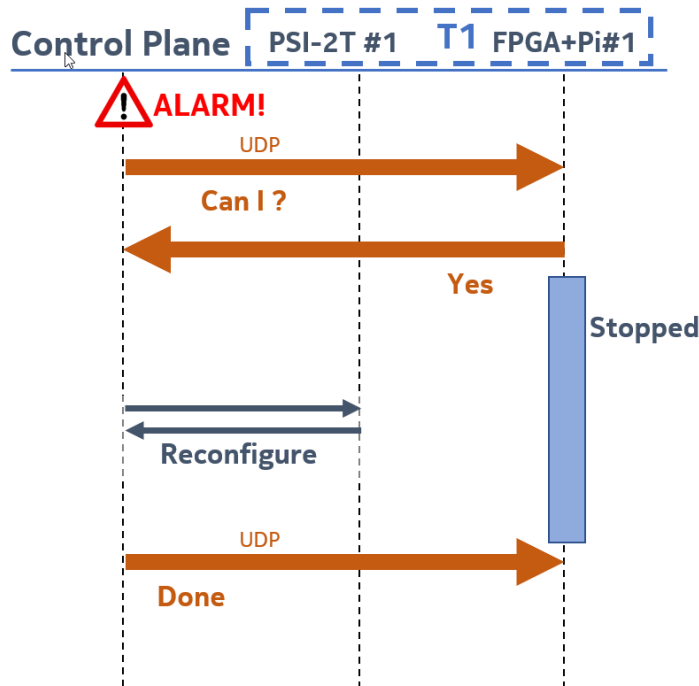 Control Plane PSI-2T #1 T1 FPGA+Pi#1
! ALARM!
UDP
Can I ?
Yes
Stopped
Reconfigure
UDP
Done